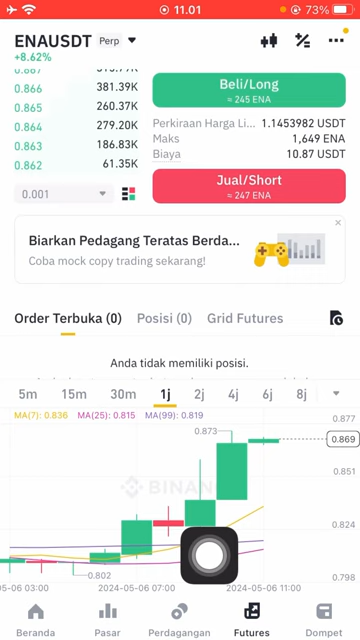 11.01
73%
ENAUSDT Perp
+8.62%
Beli/Long
≈ 245 ENA
0.866 381.39K
0.865 260.37K
0.864 279.20K
0.863 186.83K
0.862 61.35K
Perkiraan Harga Li... 1.1453982 USDT
Maks 1,649 ENA
Biaya 10.87 USDT
Jual/Short
≈ 247 ENA
0.001
Biarkan Pedagang Teratas Berda...
Coba mock copy trading sekarang!
Order Terbuka (0) Posisi (0) Grid Futures
Anda tidak memiliki posisi.
5m 15m 30m 1j 2j 4j 6j 8j
MA(7): 0.836 MA(25): 0.815 MA(99): 0.819
0.877
0.873
0.869
0.851
0.824
0.802
0.798
BINAN
05-06 03:00 2024-05-06 07:00 2024-05-06 11:00
Beranda Pasar Perdagangan Futures Dompet